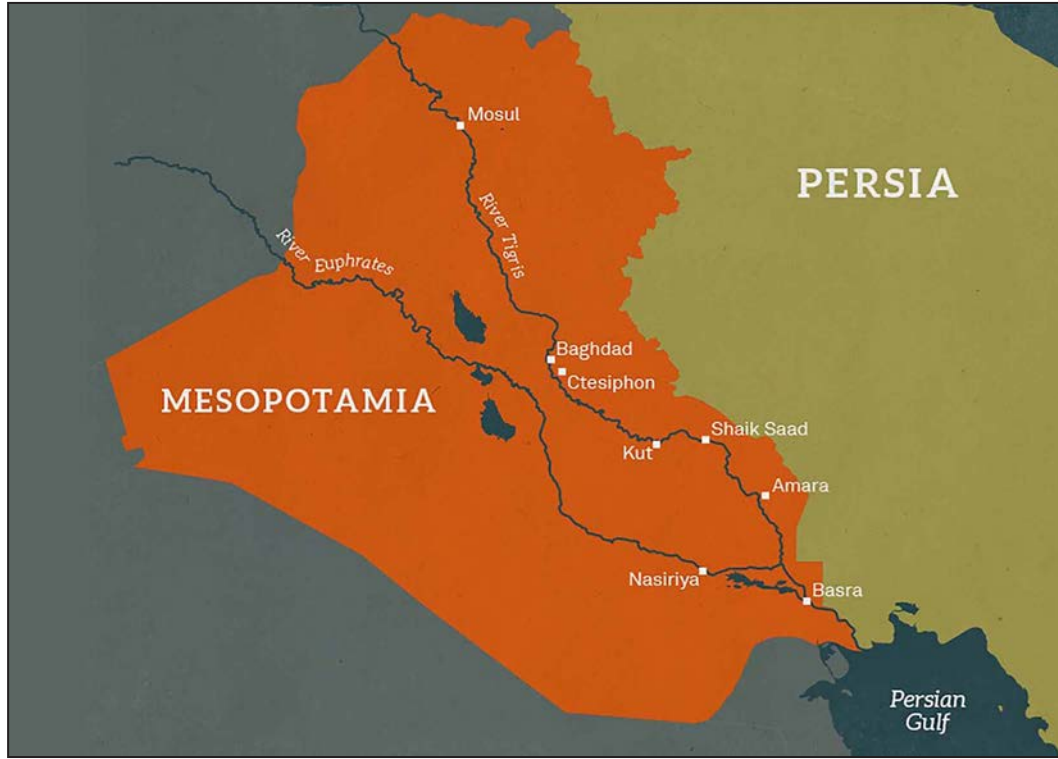 Mosul
PERSIA
River Tigris
River Euphrates
Baghdad
Ctesiphon
MESOPOTAMIA
Shaik Saad
Kut
Amara
Nasiriya
Basra
Persian
Gulf